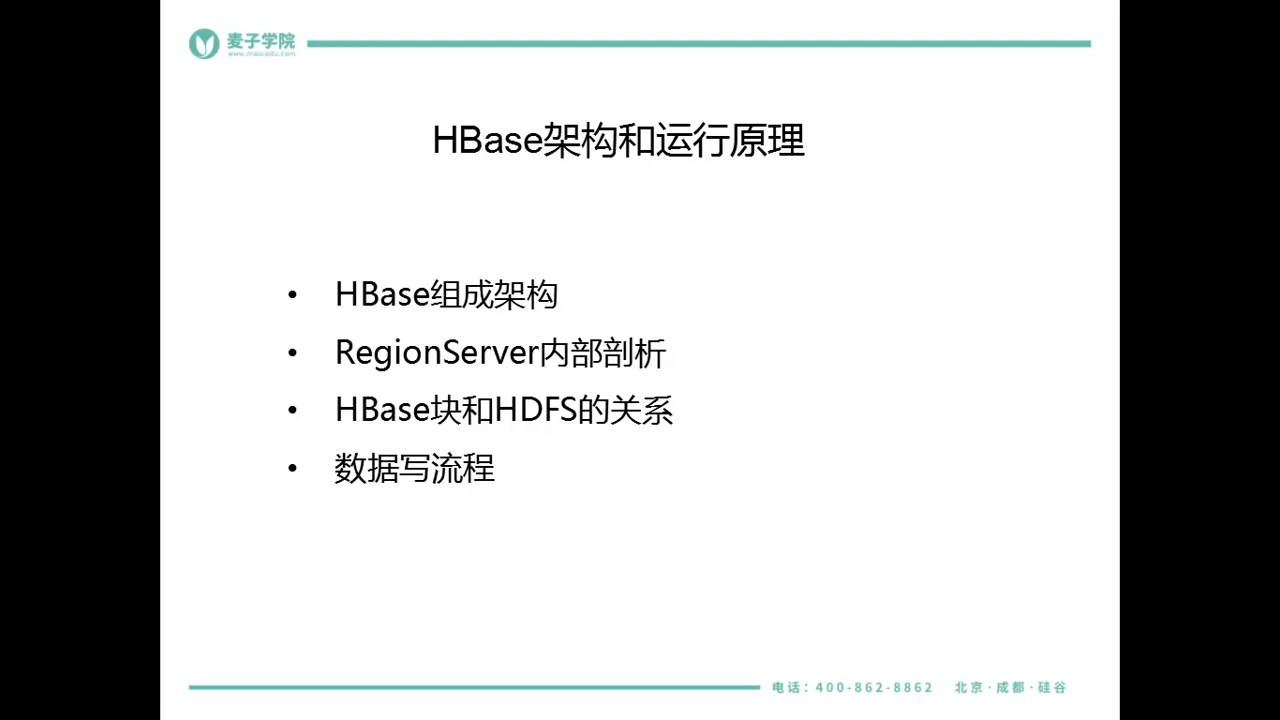 麦子学院
www.maiziedu.com
HBase架构和运行原理
• HBase组成架构
• RegionServer内部剖析
• HBase块和HDFS的关系
• 数据写流程
电话：400-862-8862 北京·成都·硅谷